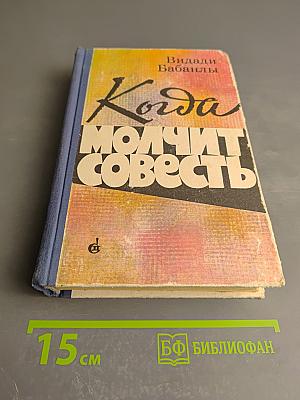 Видади
Бабанлы
Когда
МОЛЧИТ
СОВЕСТЬ
15 см
БФ БИБЛИОФАН